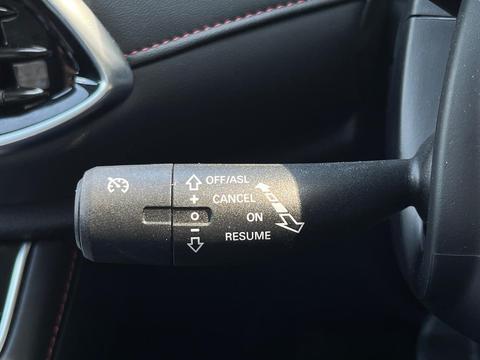 OFF/ASL
+ CANCEL
O ON
− RESUME